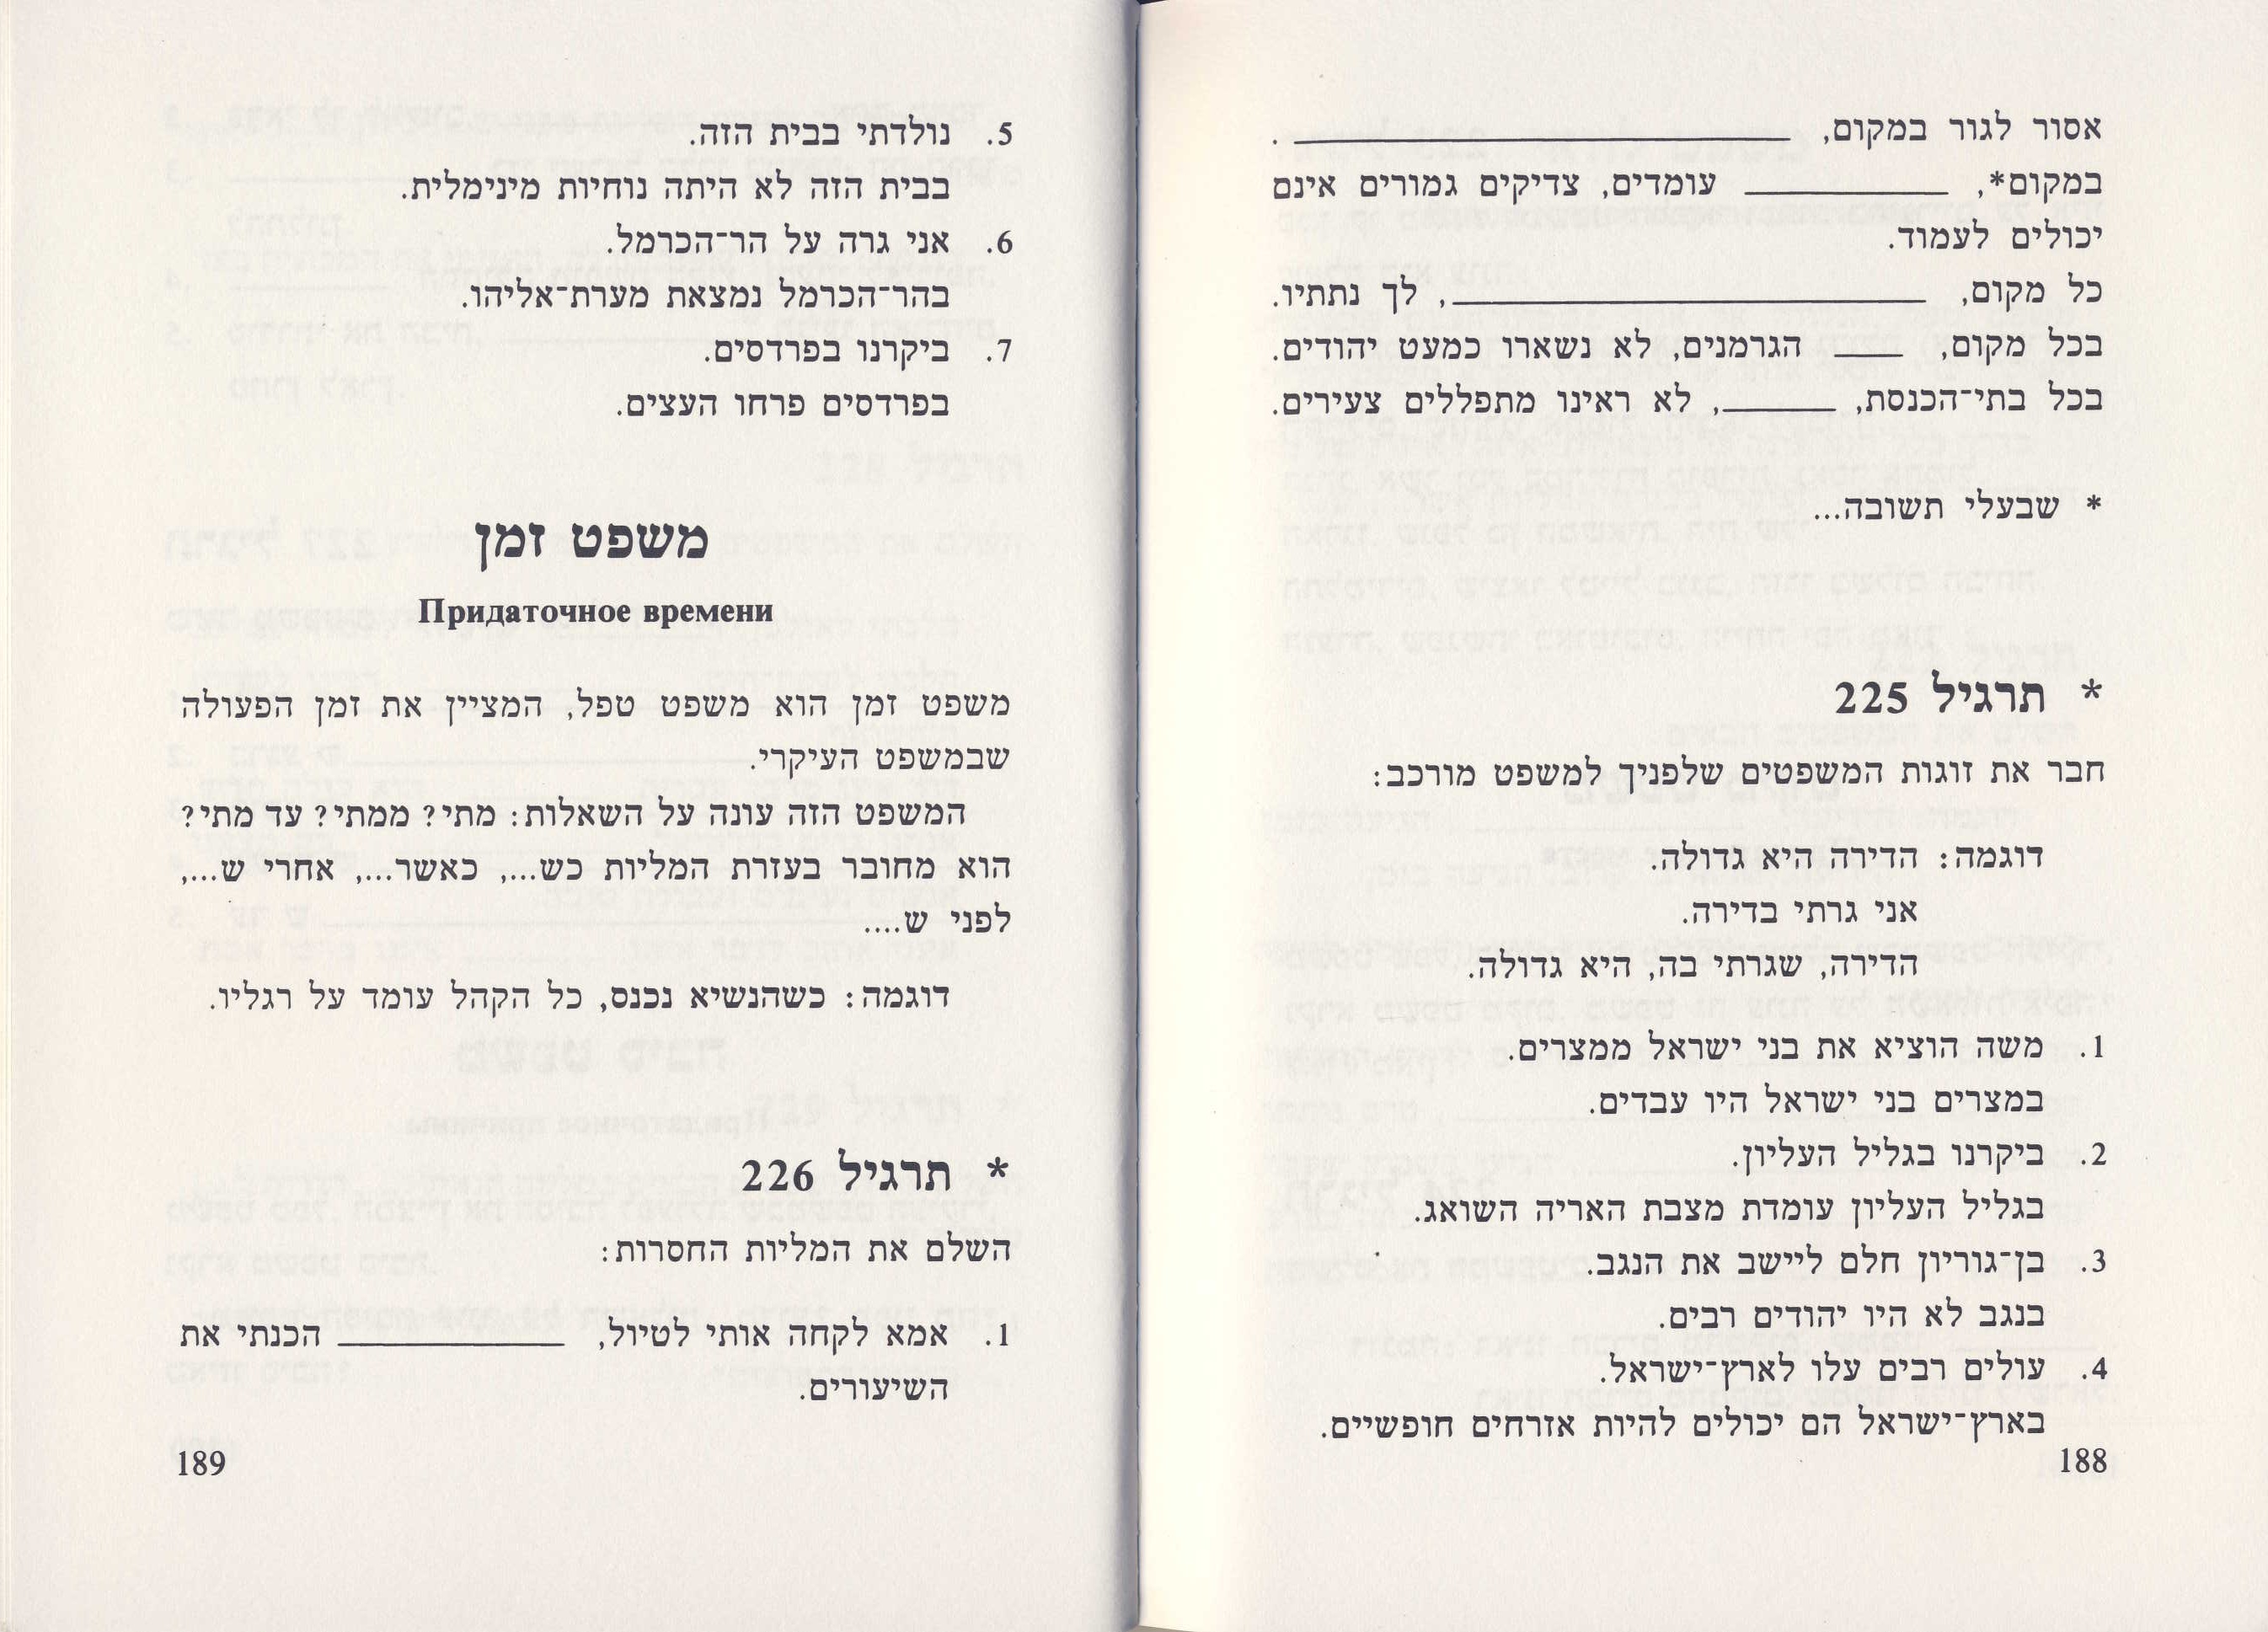 אסור לגור במקום, ____________ .
במקום*, ____________ עומדים, צדיקים גמורים אינם
יכולים לעמוד.
כל מקום, ____________, לך נתתיו.
בכל מקום, ____ הגרמנים, לא נשארו כמעט יהודים.
בכל בתי־הכנסת, ______, לא ראינו מתפללים צעירים.
* שבעלי תשובה...
* תרגיל 225
חבר את זוגות המשפטים שלפניך למשפט מורכב:
דוגמה: הדירה היא גדולה.
אני גרתי בדירה.
הדירה, שגרתי בה, היא גדולה.
1. משה הוציא את בני ישראל ממצרים.
במצרים בני ישראל היו עבדים.
2. ביקרנו בגליל העליון.
בגליל העליון עומדת מצבת האריה השואג.
3. בן־גוריון חלם ליישב את הנגב.
בנגב לא היו יהודים רבים.
4. עולים רבים עלו לארץ־ישראל.
בארץ־ישראל הם יכולים להיות אזרחים חופשיים.
188
5. נולדתי בבית הזה.
בבית הזה לא היתה נוחיות מינימלית.
6. אני גרה על הר־הכרמל.
בהר־הכרמל נמצאת מערת־אליהו.
7. ביקרנו בפרדסים.
בפרדסים פרחו העצים.
משפט זמן
Придаточное времени
משפט זמן הוא משפט טפל, המציין את זמן הפעולה
שבמשפט העיקרי.
המשפט הזה עונה על השאלות: מתי? ממתי? עד מתי?
הוא מחובר בעזרת המליות כש..., כאשר..., אחרי ש...,
לפני ש....
דוגמה: כשהנשיא נכנס, כל הקהל עומד על רגליו.
* תרגיל 226
השלם את המליות החסרות:
1. אמא לקחה אותי לטיול, ____________ הכנתי את
השיעורים.
189